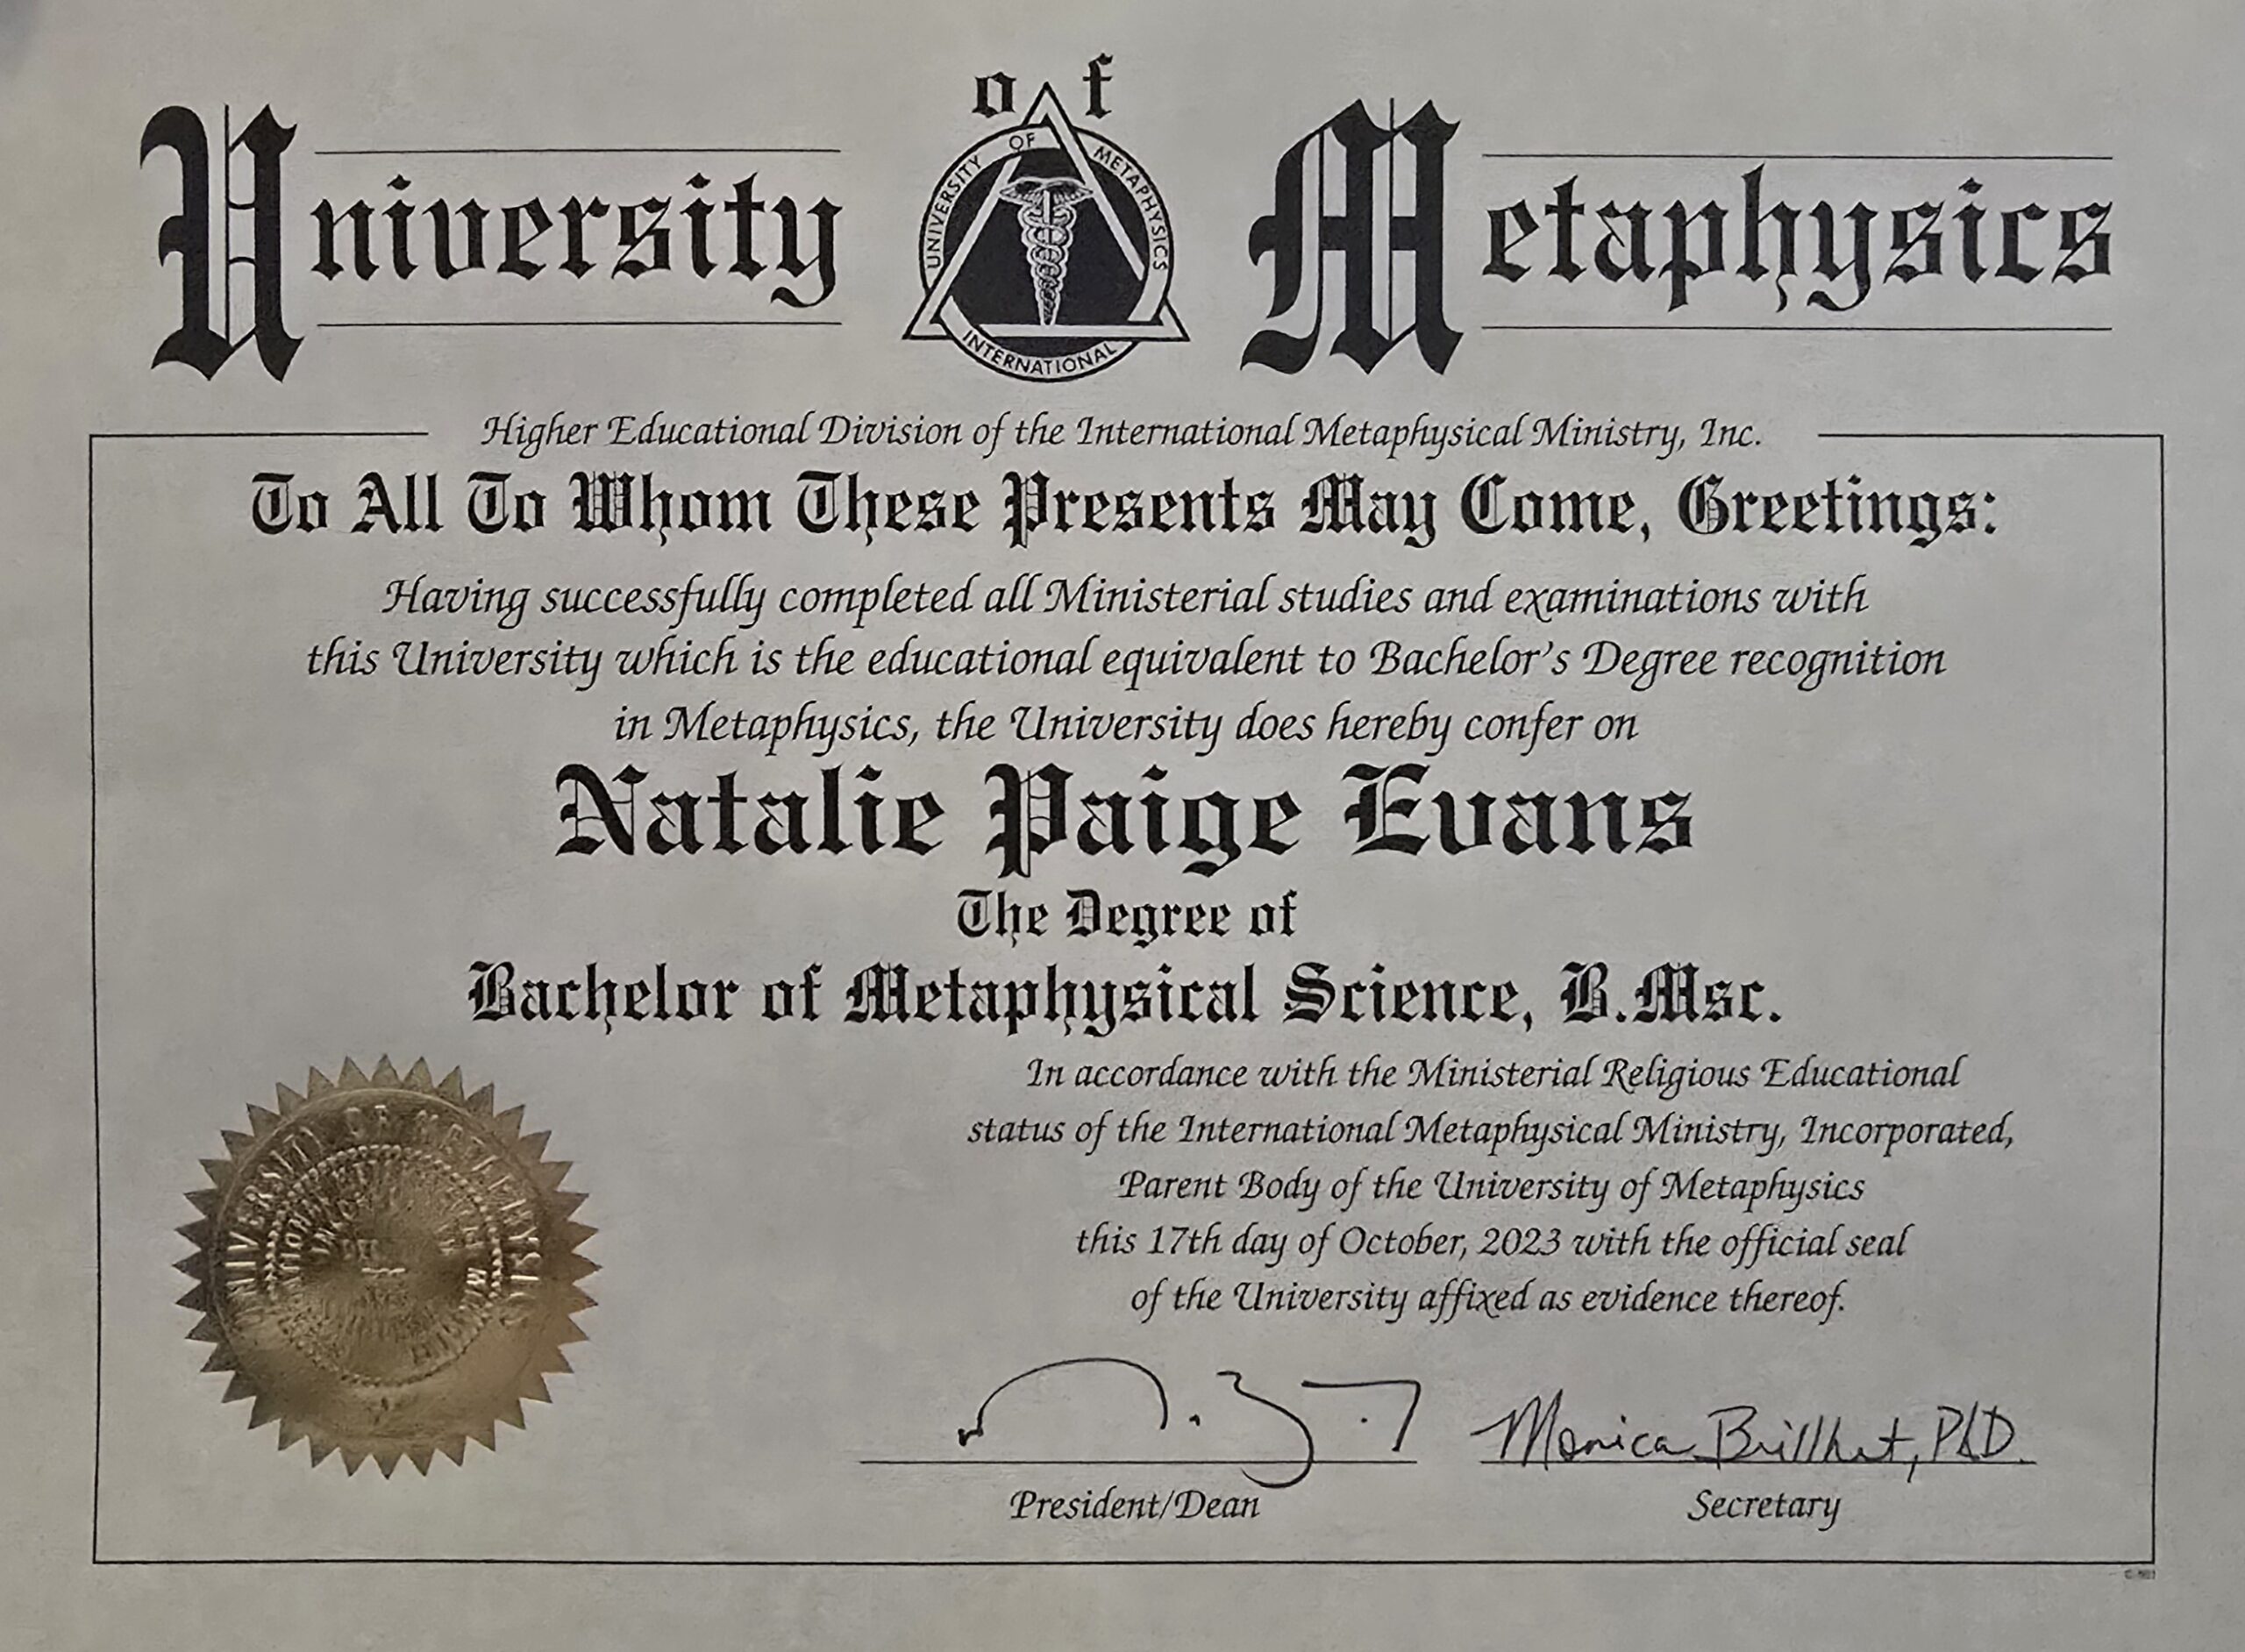 University of Metaphysics
UNIVERSITY OF METAPHYSICS
INTERNATIONAL
Higher Educational Division of the International Metaphysical Ministry, Inc.
To All To Whom These Presents May Come, Greetings:
Having successfully completed all Ministerial studies and examinations with
this University which is the educational equivalent to Bachelor's Degree recognition
in Metaphysics, the University does hereby confer on
Natalie Paige Evans
The Degree of
Bachelor of Metaphysical Science, B.Msc.
In accordance with the Ministerial Religious Educational
status of the International Metaphysical Ministry, Incorporated,
Parent Body of the University of Metaphysics
this 17th day of October, 2023 with the official seal
of the University affixed as evidence thereof.
UNIVERSITY OF METAPHYSICS
Monica Brillhart, PhD.
President/Dean
Secretary